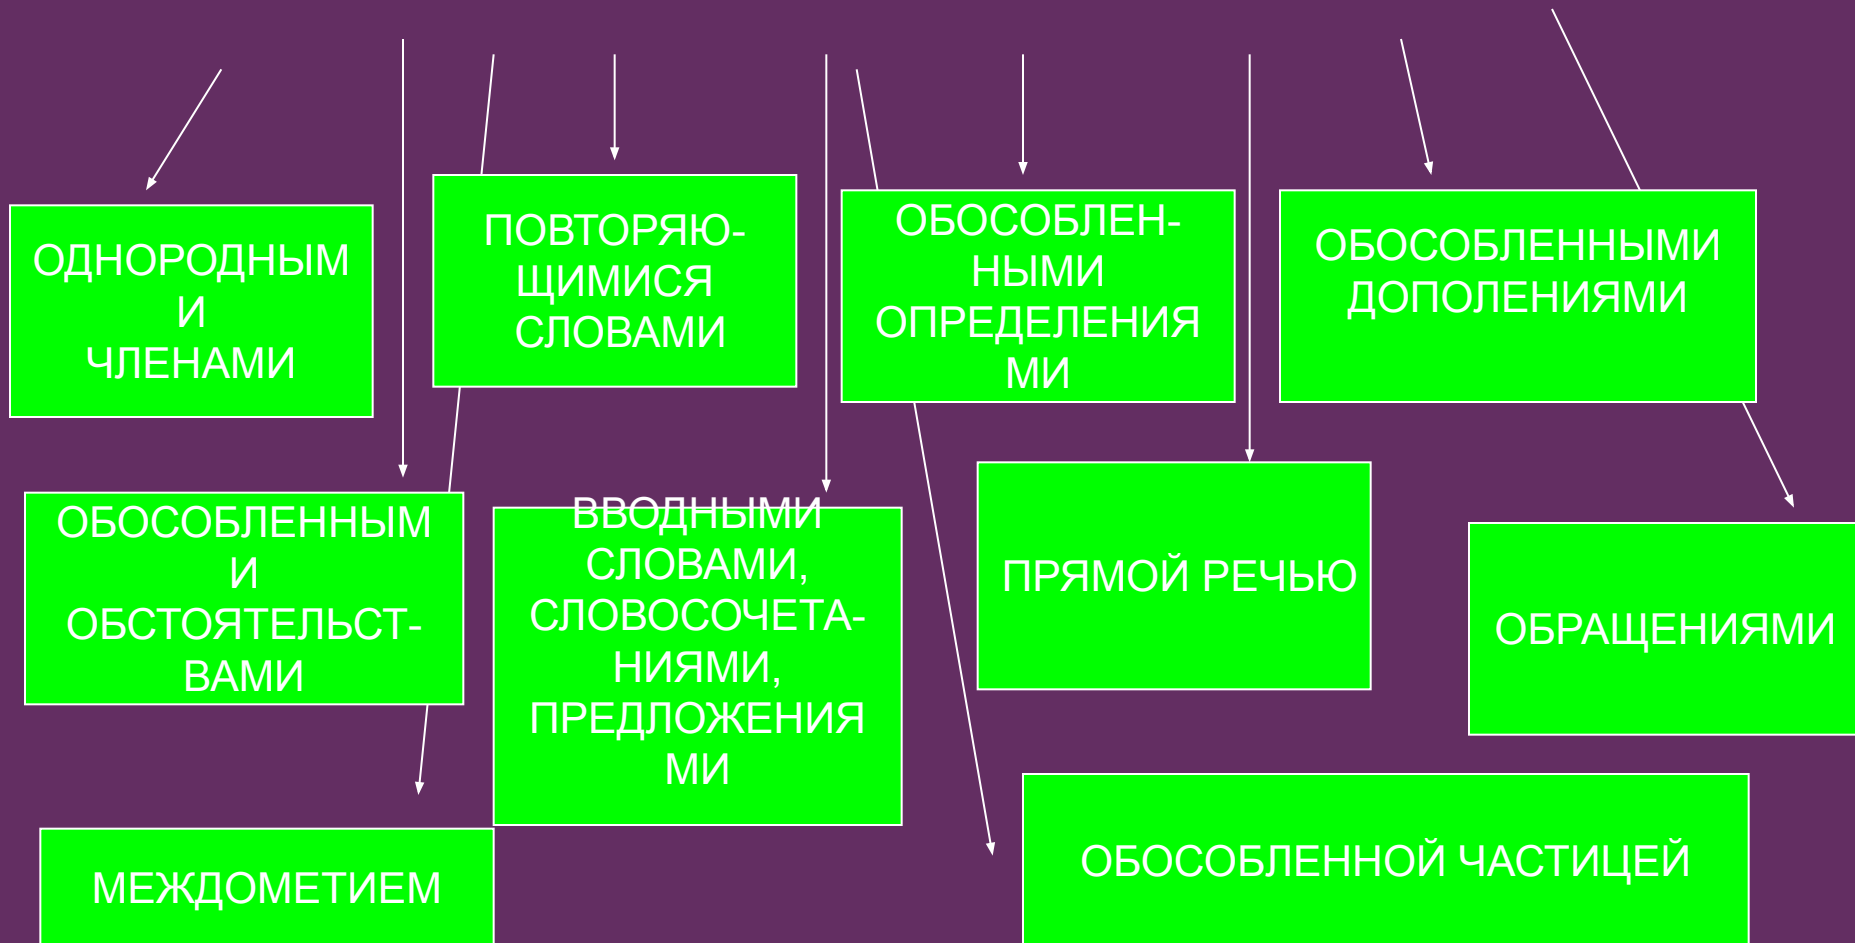 ОДНОРОДНЫМ
И
ЧЛЕНАМИ
ПОВТОРЯЮ-
ЩИМИСЯ
СЛОВАМИ
ОБОСОБЛЕН-
НЫМИ
ОПРЕДЕЛЕНИЯ
МИ
ОБОСОБЛЕННЫМИ
ДОПОЛЕНИЯМИ
ОБОСОБЛЕННЫМ
И
ОБСТОЯТЕЛЬСТ-
ВАМИ
ВВОДНЫМИ
СЛОВАМИ,
СЛОВОСОЧЕТА-
НИЯМИ,
ПРЕДЛОЖЕНИЯ
МИ
ПРЯМОЙ РЕЧЬЮ
ОБРАЩЕНИЯМИ
МЕЖДОМЕТИЕМ
ОБОСОБЛЕННОЙ ЧАСТИЦЕЙ